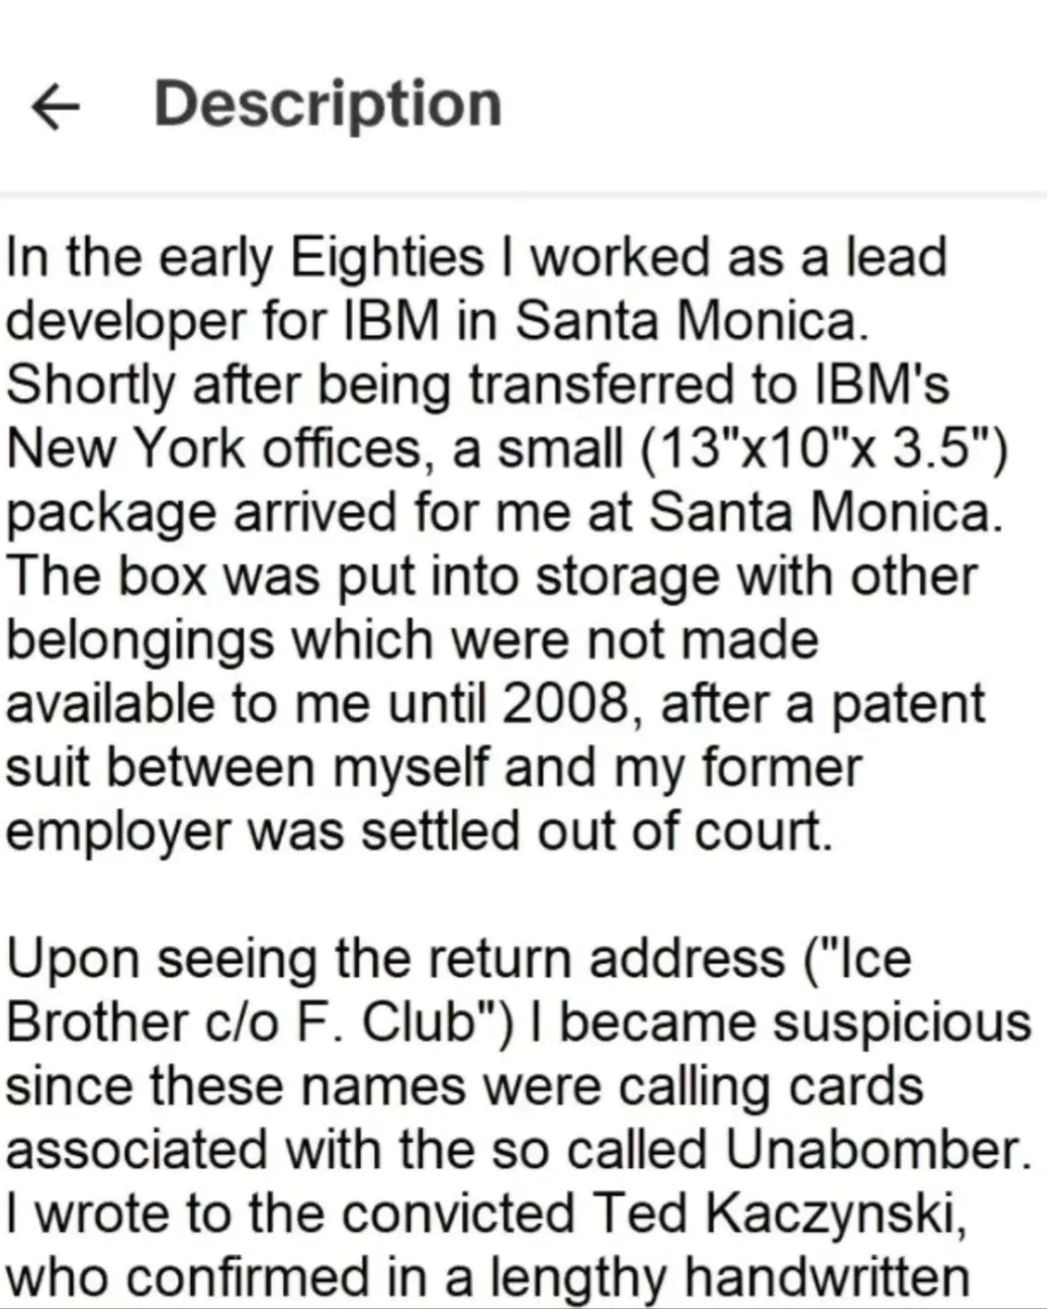 Description
In the early Eighties I worked as a lead
developer for IBM in Santa Monica.
Shortly after being transferred to IBM's
New York offices, a small (13"x10"x 3.5")
package arrived for me at Santa Monica.
The box was put into storage with other
belongings which were not made
available to me until 2008, after a patent
suit between myself and my former
employer was settled out of court.
Upon seeing the return address ("Ice
Brother c/o F. Club") I became suspicious
since these names were calling cards
associated with the so called Unabomber.
I wrote to the convicted Ted Kaczynski,
who confirmed in a lengthy handwritten